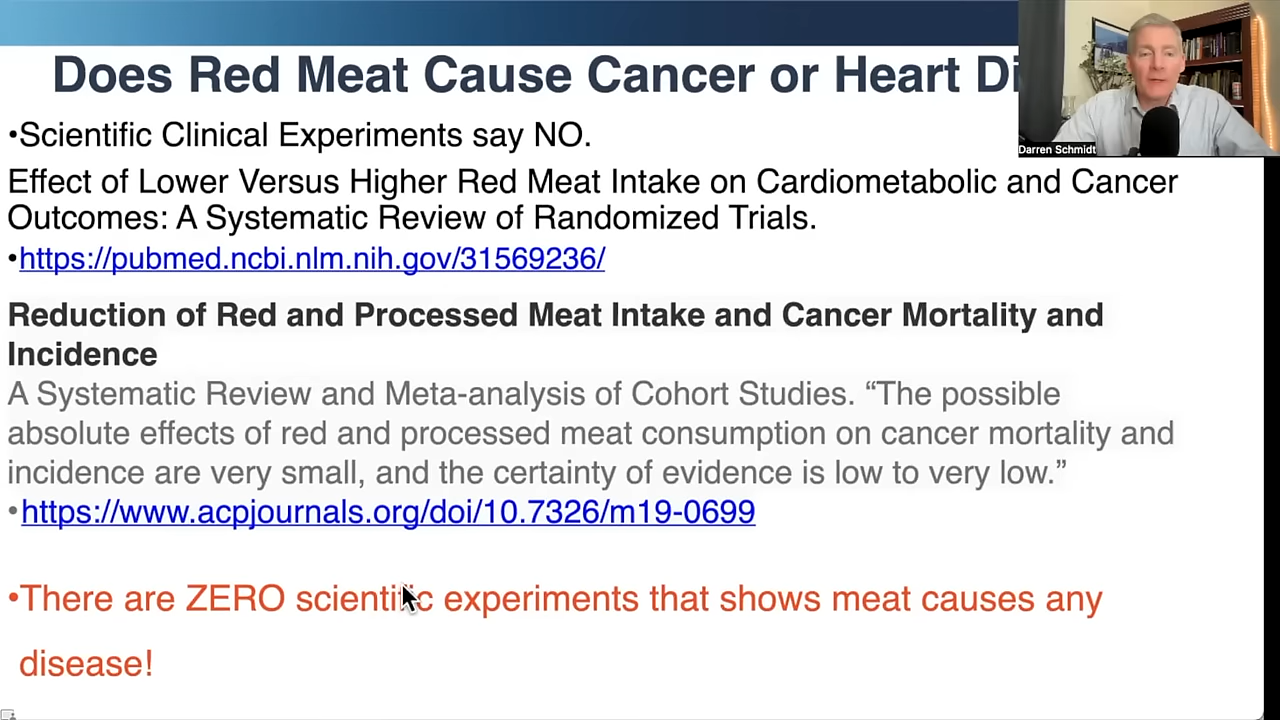 Does Red Meat Cause Cancer or Heart Di
Darren Schmidt
•Scientific Clinical Experiments say NO.
Effect of Lower Versus Higher Red Meat Intake on Cardiometabolic and Cancer
Outcomes: A Systematic Review of Randomized Trials.
•https://pubmed.ncbi.nlm.nih.gov/31569236/
Reduction of Red and Processed Meat Intake and Cancer Mortality and
Incidence
A Systematic Review and Meta-analysis of Cohort Studies. “The possible
absolute effects of red and processed meat consumption on cancer mortality and
incidence are very small, and the certainty of evidence is low to very low.”
•https://www.acpjournals.org/doi/10.7326/m19-0699
•There are ZERO scientific experiments that shows meat causes any
disease!